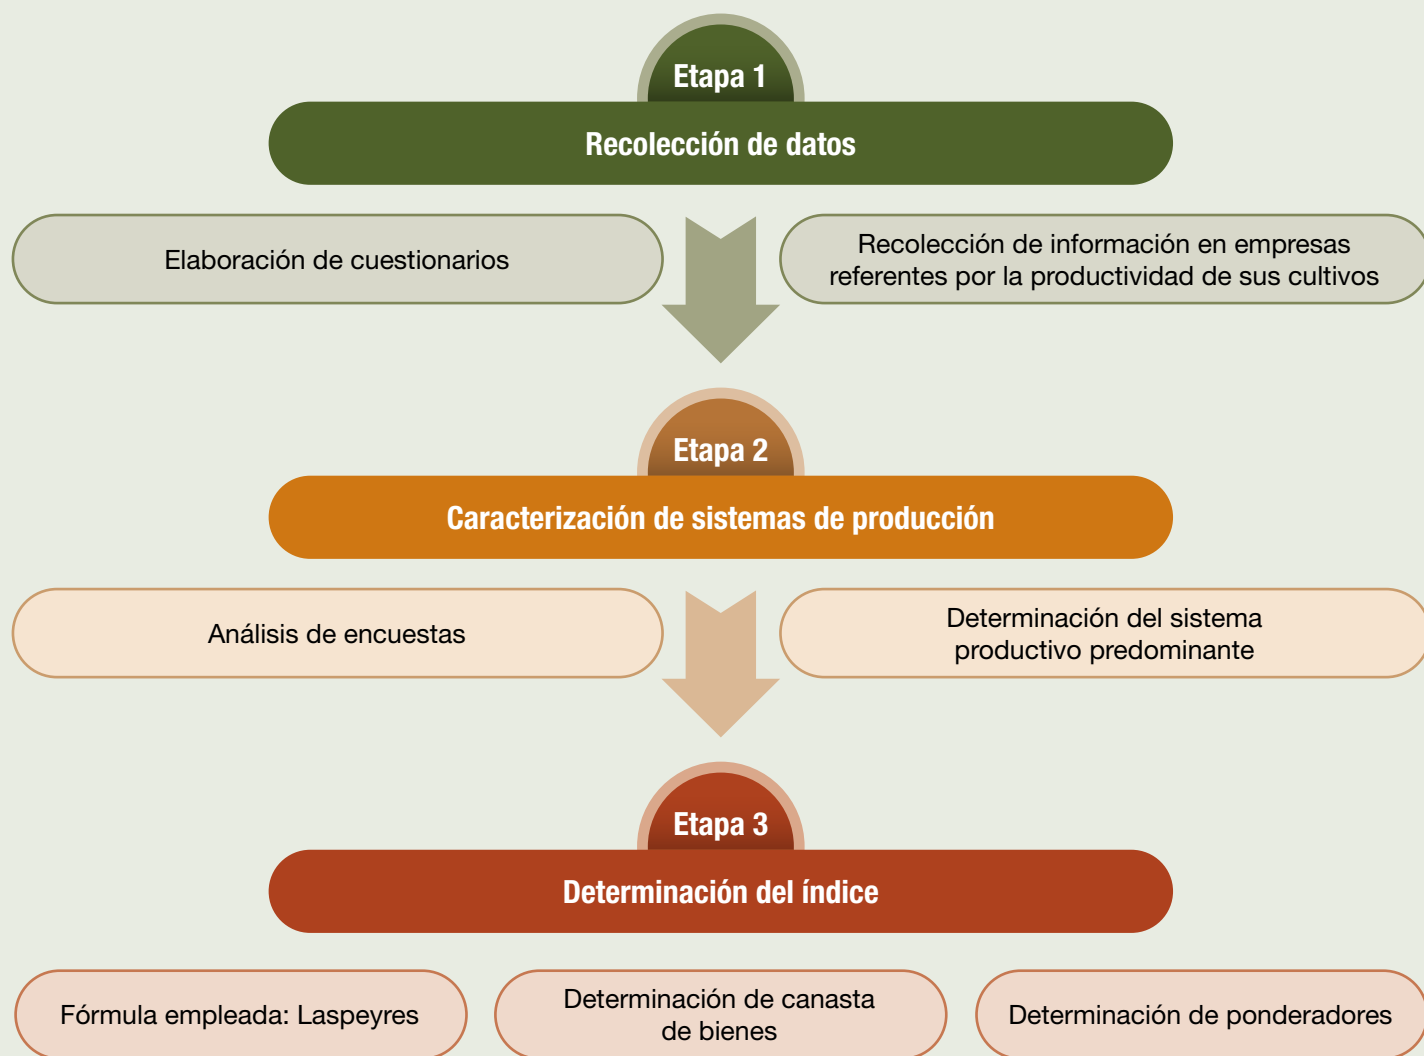 Etapa 1
Recolección de datos
Elaboración de cuestionarios
Recolección de información en empresas
referentes por la productividad de sus cultivos
Etapa 2
Caracterización de sistemas de producción
Análisis de encuestas
Determinación del sistema
productivo predominante
Etapa 3
Determinación del índice
Fórmula empleada: Laspeyres
Determinación de canasta
de bienes
Determinación de ponderadores